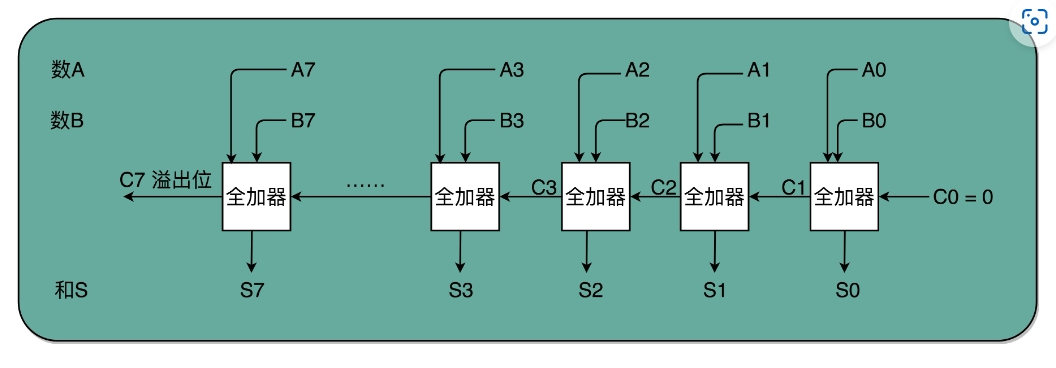 数A A7 A3 A2 A1 A0
数B B7 B3 B2 B1 B0
C7 溢出位 全加器 …… 全加器 C3 全加器 C2 全加器 C1 全加器 C0 = 0
和S S7 S3 S2 S1 S0